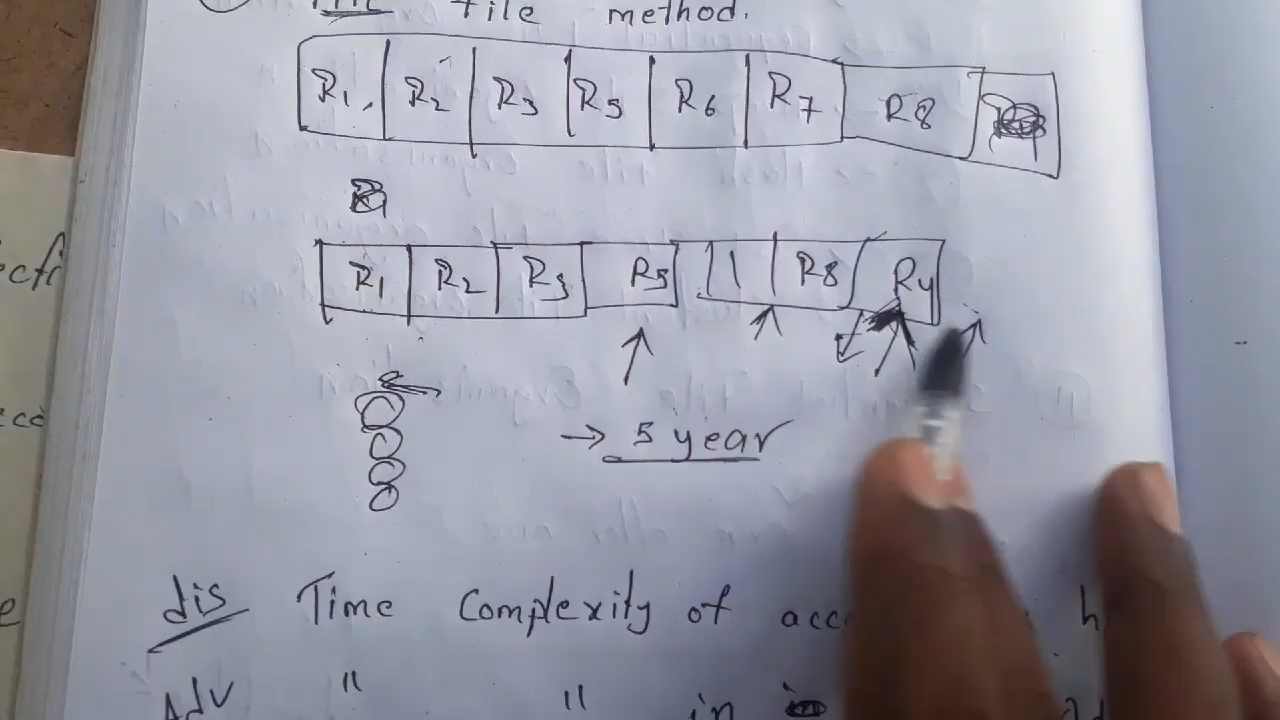 File method.
R1, R2 R3 R5 R6 R7 R8
R1 R2 R3 R5 R8 R4
→ 5 year
dis Time Complexity of
Adv " " in